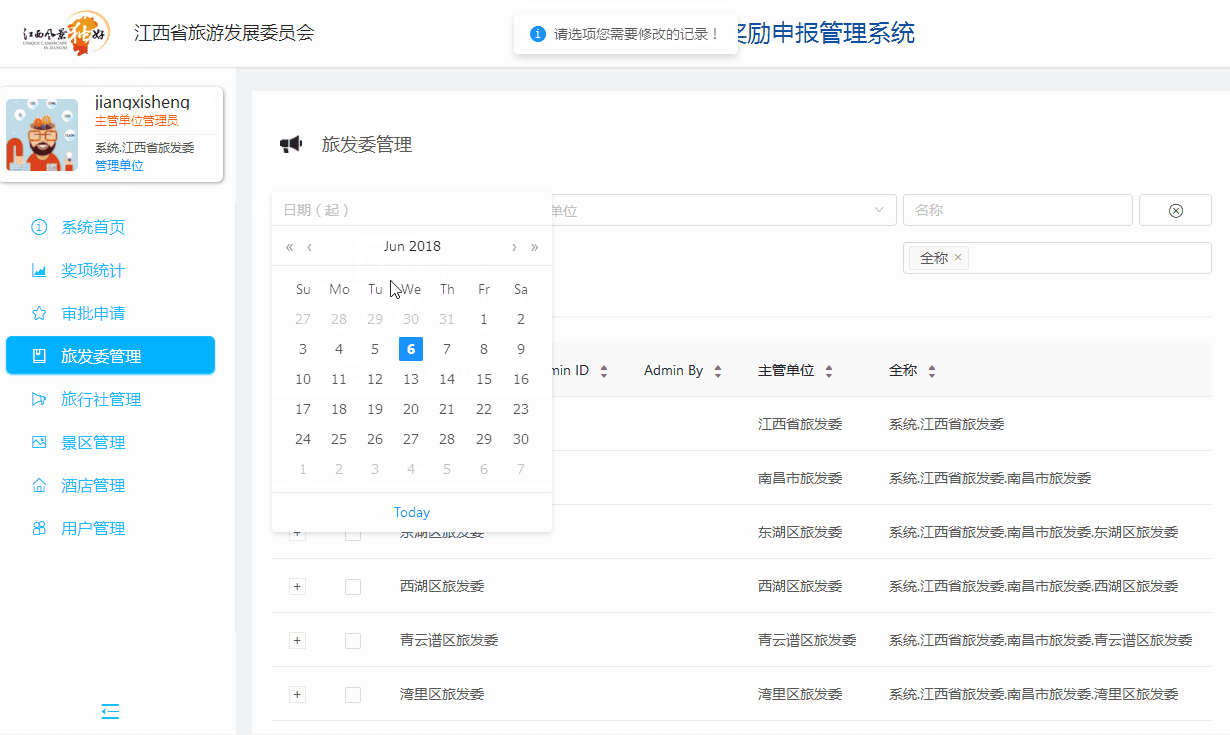 江西风景独好
UNIQUE LANDSCAPE
IN JIANGXI
江西省旅游发展委员会
请选项您需要修改的记录！
奖励申报管理系统
jiangxisheng
主管单位管理员
系统.江西省旅发委
管理单位
系统首页
奖项统计
审批申请
旅发委管理
旅行社管理
景区管理
酒店管理
用户管理
旅发委管理
日期（起）
单位
名称
全称 ×
« ‹ Jun 2018 › »
Su Mo Tu We Th Fr Sa
27 28 29 30 31 1 2
3 4 5 6 7 8 9
10 11 12 13 14 15 16
17 18 19 20 21 22 23
24 25 26 27 28 29 30
1 2 3 4 5 6 7
Today
min ID Admin By 主管单位 全称
江西省旅发委 系统.江西省旅发委
南昌市旅发委 系统.江西省旅发委.南昌市旅发委
+ 东湖区旅发委 东湖区旅发委 系统.江西省旅发委.南昌市旅发委.东湖区旅发委
+ 西湖区旅发委 西湖区旅发委 系统.江西省旅发委.南昌市旅发委.西湖区旅发委
+ 青云谱区旅发委 青云谱区旅发委 系统.江西省旅发委.南昌市旅发委.青云谱区旅发委
+ 湾里区旅发委 湾里区旅发委 系统.江西省旅发委.南昌市旅发委.湾里区旅发委